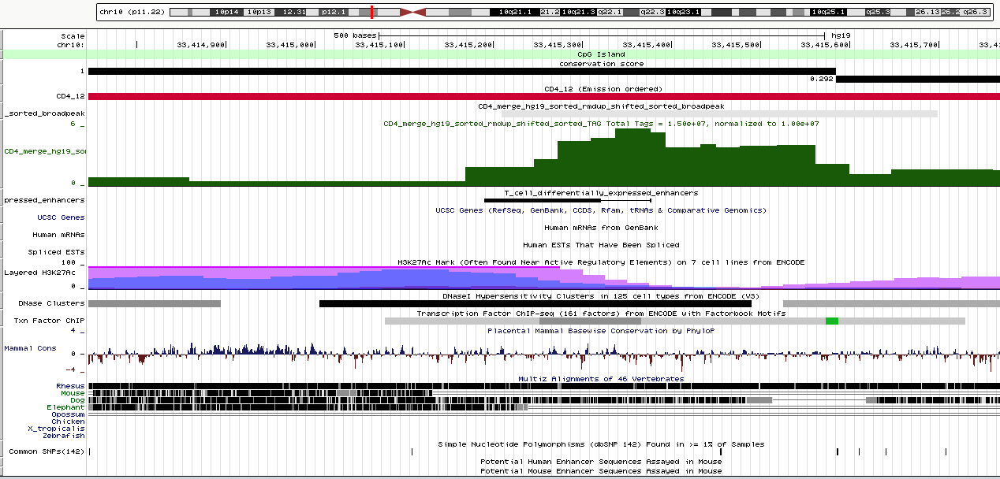 chr10 (p11.22) 10p14 10p13 12.31 p12.1 10q21.1 21.2 10q21.3 q22.1 q22.3 10q23.1 10q25.1 q25.3 26.13 26.2 q26.3
Scale 500 bases hg19
chr10: 33,414,900 33,415,000 33,415,100 33,415,200 33,415,300 33,415,400 33,415,500 33,415,600 33,415,700 33,41
CpG Island
conservation score
1
0.292
CD4_12 (Emission ordered)
CD4_12
CD4_merge_hg19_sorted_rmdup_shifted_sorted_broadpeak
_sorted_broadpeak
CD4_merge_hg19_sorted_rmdup_shifted_sorted_TAG Total Tags = 1.50e+07, normalized to 1.00e+07
6 _
CD4_merge_hg19_sor
0 _
T_cell_differentially_expressed_enhancers
pressed_enhancers
UCSC Genes (RefSeq, GenBank, CCDS, Rfam, tRNAs & Comparative Genomics)
UCSC Genes
Human mRNAs from GenBank
Human mRNAs
Human ESTs That Have Been Spliced
Spliced ESTs
H3K27Ac Mark (Often Found Near Active Regulatory Elements) on 7 cell lines from ENCODE
100 _
Layered H3K27Ac
0 _
DNaseI Hypersensitivity Clusters in 125 cell types from ENCODE (V3)
DNase Clusters
Transcription Factor ChIP-seq (161 factors) from ENCODE with Factorbook Motifs
Txn Factor ChIP
Placental Mammal Basewise Conservation by PhyloP
4 _
Mammal Cons
0 _
-4 _
Multiz Alignments of 46 Vertebrates
Rhesus
Mouse
Dog
Elephant
Opossum
Chicken
X_tropicalis
Zebrafish
Simple Nucleotide Polymorphisms (dbSNP 142) Found in >= 1% of Samples
Common SNPs(142)
Potential Human Enhancer Sequences Assayed in Mouse
Potential Mouse Enhancer Sequences Assayed in Mouse